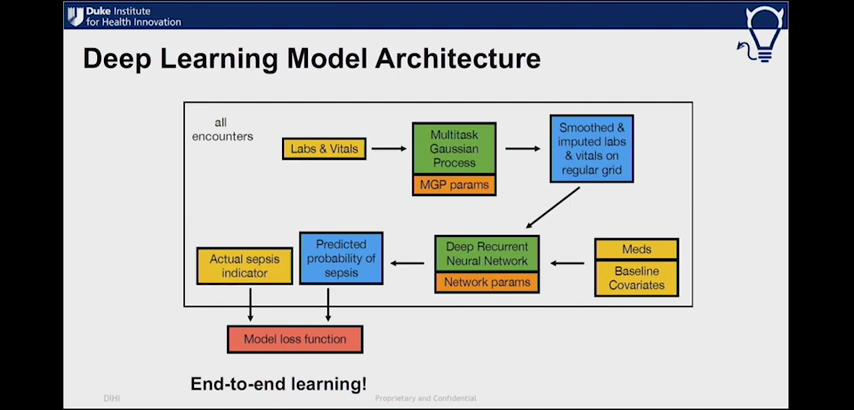 Duke Institute
for Health Innovation
Deep Learning Model Architecture
all
encounters
Labs & Vitals
Multitask
Gaussian
Process
MGP params
Smoothed &
imputed labs
& vitals on
regular grid
Actual sepsis
indicator
Predicted
probability of
sepsis
Deep Recurrent
Neural Network
Network params
Meds
Baseline
Covariates
Model loss function
End-to-end learning!
DIHI
Proprietary and Confidential